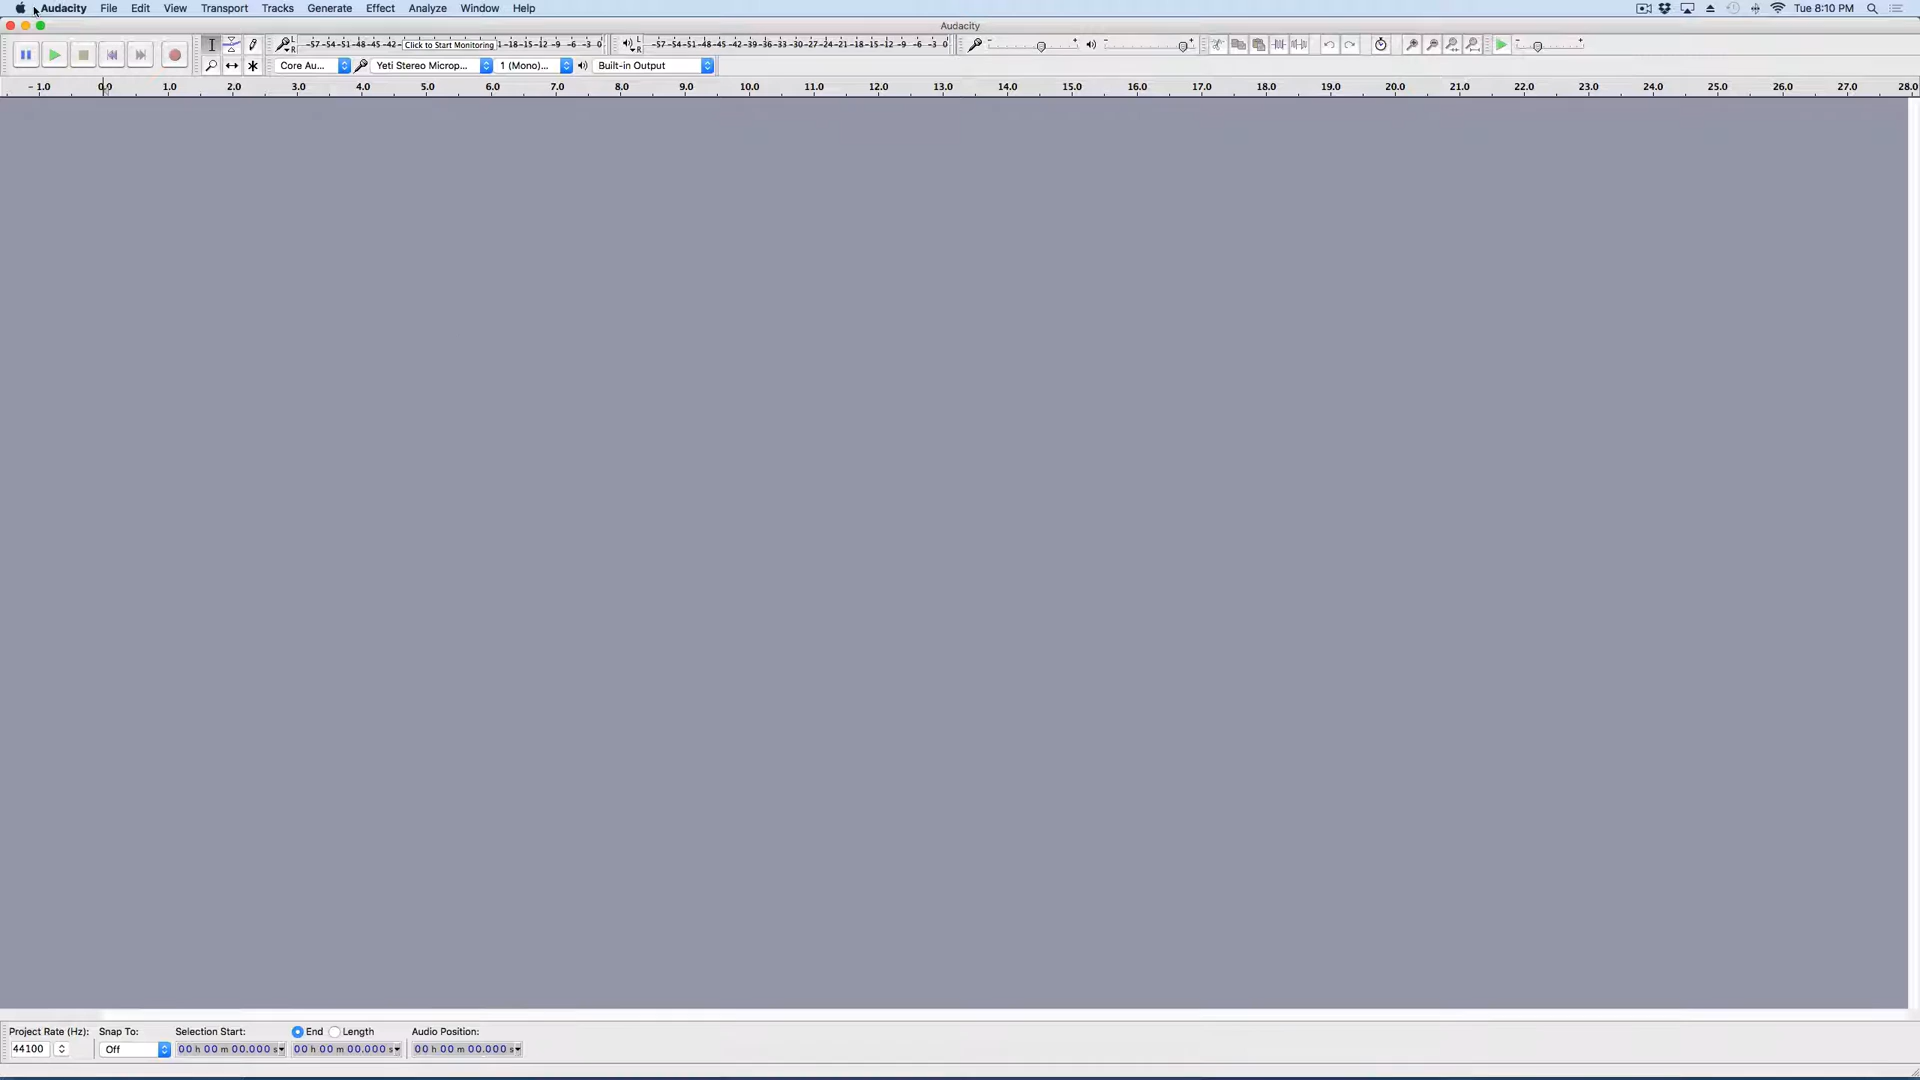 Audacity File Edit View Transport Tracks Generate Effect Analyze Window Help Tue 8:10 PM
Audacity
L R -57-54-51-48-45-42- Click to Start Monitoring 1-18-15-12 -9 -6 -3 0 L R -57-54-51-48-45-42-39-36-33-30-27-24-21-18-15-12 -9 -6 -3 0 - + - + - +
Core Au... Yeti Stereo Microp... 1 (Mono)... Built-in Output
-1.0 0.0 1.0 2.0 3.0 4.0 5.0 6.0 7.0 8.0 9.0 10.0 11.0 12.0 13.0 14.0 15.0 16.0 17.0 18.0 19.0 20.0 21.0 22.0 23.0 24.0 25.0 26.0 27.0 28.0
Project Rate (Hz): Snap To: Selection Start: End Length Audio Position:
44100 Off 00 h 00 m 00.000 s 00 h 00 m 00.000 s 00 h 00 m 00.000 s